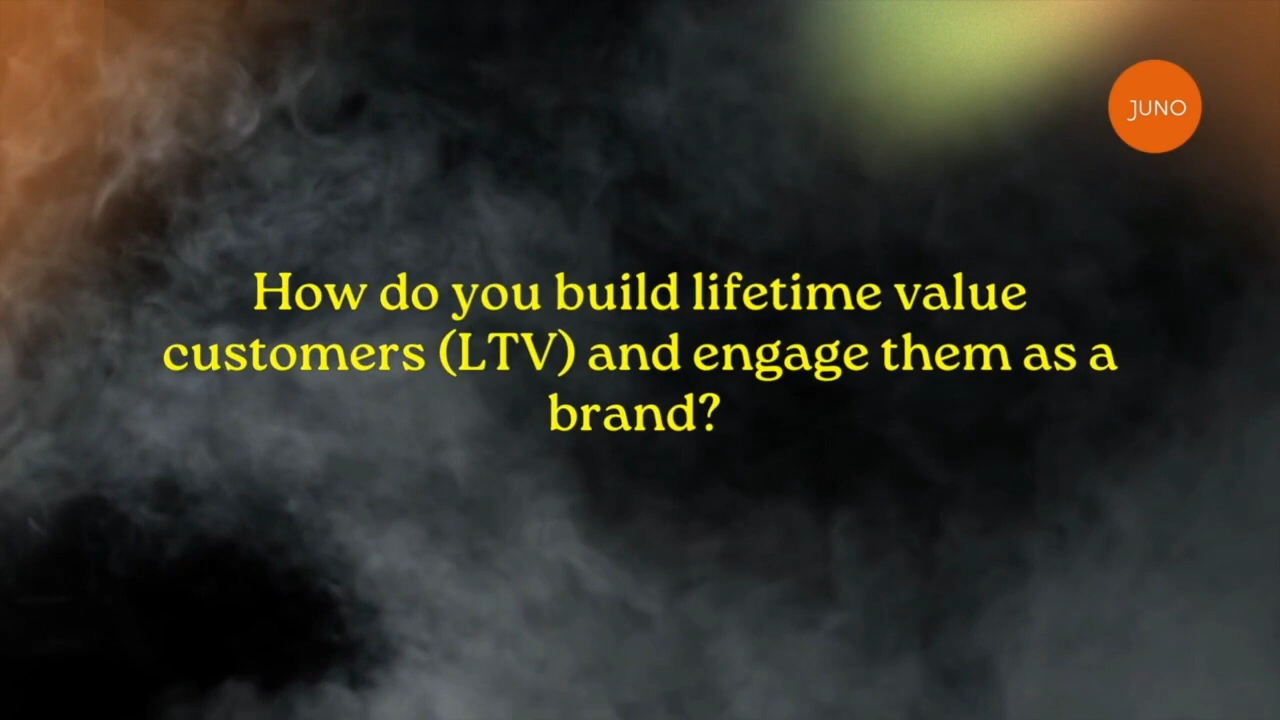 JUNO
How do you build lifetime value
customers (LTV) and engage them as a
brand?